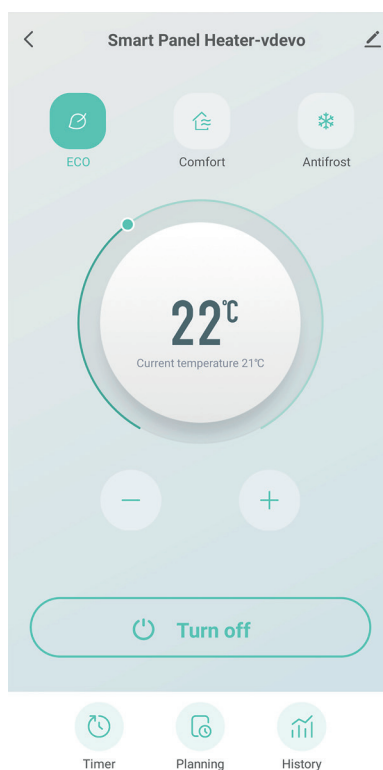 Smart Panel Heater-vdevo
ECO
Comfort
Antifrost
22℃
Current temperature 21℃
Turn off
Timer
Planning
History